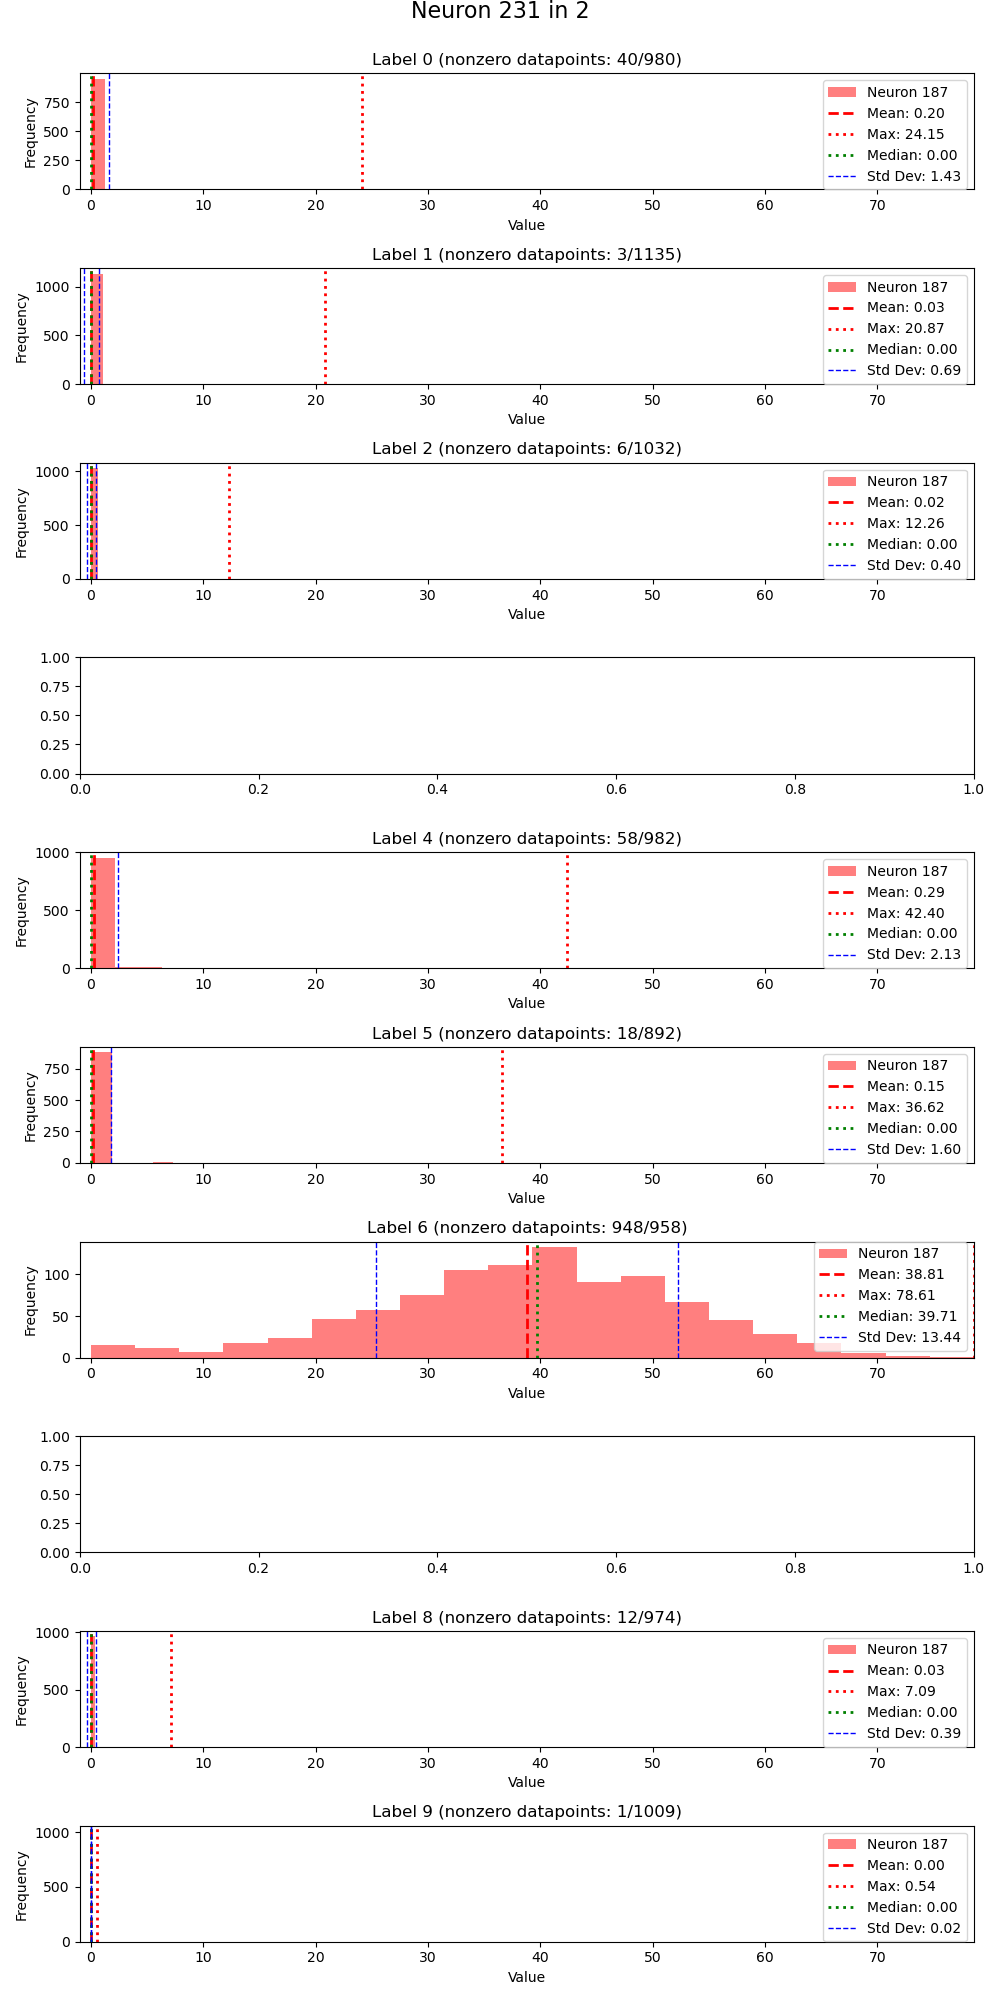 Neuron 231 in 2
Label 0 (nonzero datapoints: 40/980)
Frequency
750
500
250
0
Neuron 187
Mean: 0.20
Max: 24.15
Median: 0.00
Std Dev: 1.43
0 10 20 30 40 50 60 70
Value
Label 1 (nonzero datapoints: 3/1135)
Frequency
1000
500
0
Neuron 187
Mean: 0.03
Max: 20.87
Median: 0.00
Std Dev: 0.69
0 10 20 30 40 50 60 70
Value
Label 2 (nonzero datapoints: 6/1032)
Frequency
1000
500
0
Neuron 187
Mean: 0.02
Max: 12.26
Median: 0.00
Std Dev: 0.40
0 10 20 30 40 50 60 70
Value
1.00
0.75
0.50
0.25
0.00
0.0 0.2 0.4 0.6 0.8 1.0
Label 4 (nonzero datapoints: 58/982)
Frequency
1000
500
0
Neuron 187
Mean: 0.29
Max: 42.40
Median: 0.00
Std Dev: 2.13
0 10 20 30 40 50 60 70
Value
Label 5 (nonzero datapoints: 18/892)
Frequency
750
500
250
0
Neuron 187
Mean: 0.15
Max: 36.62
Median: 0.00
Std Dev: 1.60
0 10 20 30 40 50 60 70
Value
Label 6 (nonzero datapoints: 948/958)
Frequency
100
50
0
Neuron 187
Mean: 38.81
Max: 78.61
Median: 39.71
Std Dev: 13.44
0 10 20 30 40 50 60 70
Value
1.00
0.75
0.50
0.25
0.00
0.0 0.2 0.4 0.6 0.8 1.0
Label 8 (nonzero datapoints: 12/974)
Frequency
1000
500
0
Neuron 187
Mean: 0.03
Max: 7.09
Median: 0.00
Std Dev: 0.39
0 10 20 30 40 50 60 70
Value
Label 9 (nonzero datapoints: 1/1009)
Frequency
1000
500
0
Neuron 187
Mean: 0.00
Max: 0.54
Median: 0.00
Std Dev: 0.02
0 10 20 30 40 50 60 70
Value